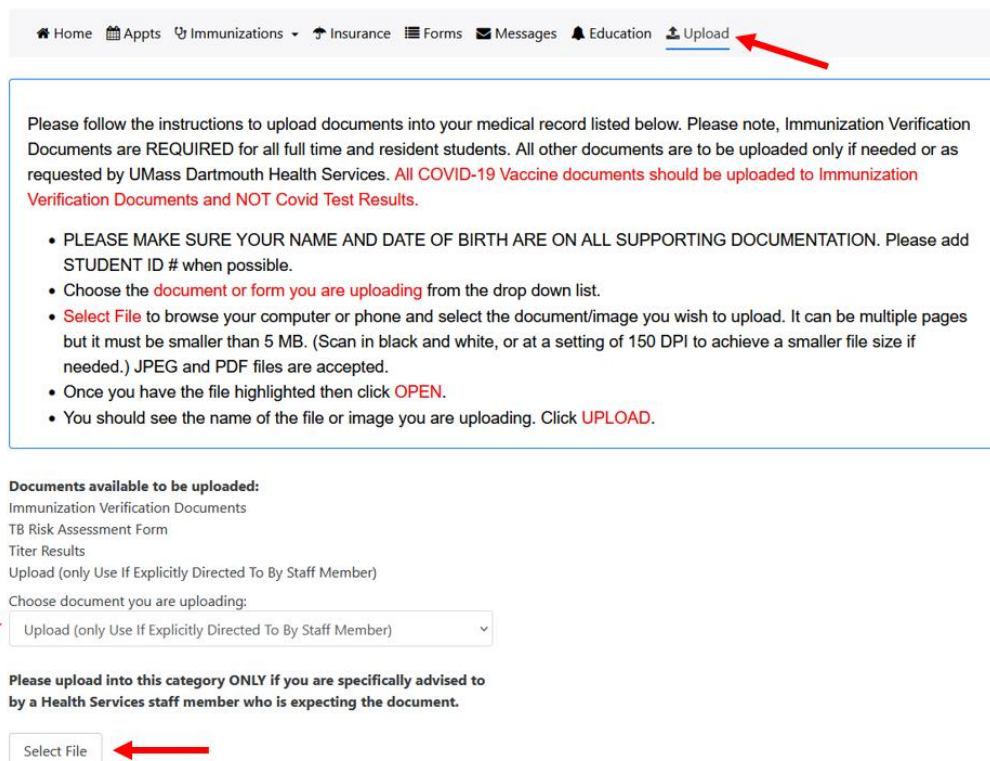 Home Appts Immunizations Insurance Forms Messages Education Upload
Please follow the instructions to upload documents into your medical record listed below. Please note, Immunization Verification
Documents are REQUIRED for all full time and resident students. All other documents are to be uploaded only if needed or as
requested by UMass Dartmouth Health Services. All COVID-19 Vaccine documents should be uploaded to Immunization
Verification Documents and NOT Covid Test Results.
• PLEASE MAKE SURE YOUR NAME AND DATE OF BIRTH ARE ON ALL SUPPORTING DOCUMENTATION. Please add
STUDENT ID # when possible.
• Choose the document or form you are uploading from the drop down list.
• Select File to browse your computer or phone and select the document/image you wish to upload. It can be multiple pages
but it must be smaller than 5 MB. (Scan in black and white, or at a setting of 150 DPI to achieve a smaller file size if
needed.) JPEG and PDF files are accepted.
• Once you have the file highlighted then click OPEN.
• You should see the name of the file or image you are uploading. Click UPLOAD.
Documents available to be uploaded:
Immunization Verification Documents
TB Risk Assessment Form
Titer Results
Upload (only Use If Explicitly Directed To By Staff Member)
Choose document you are uploading:
Upload (only Use If Explicitly Directed To By Staff Member)
Please upload into this category ONLY if you are specifically advised to
by a Health Services staff member who is expecting the document.
Select File